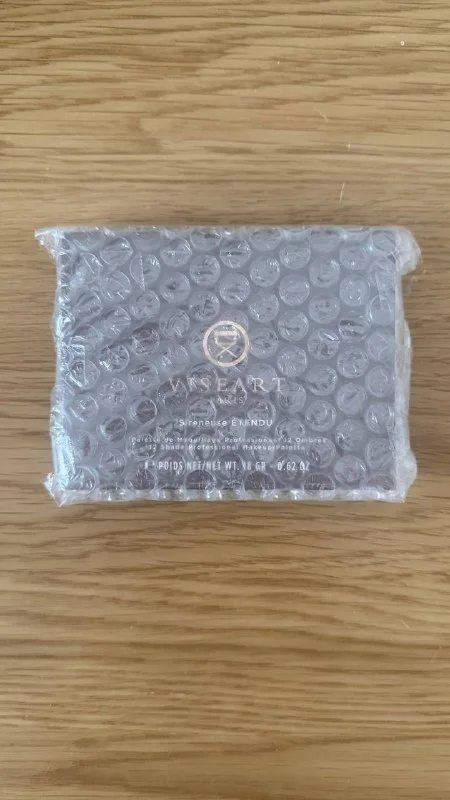 VISEART
PARIS
Sireneuse ÉTENDU
Palette de Maquillage Professionnel 12 Ombres
12 Shade Professional Makeup Palette
POIDS NET/NET WT. 18 GR - 0.62 OZ